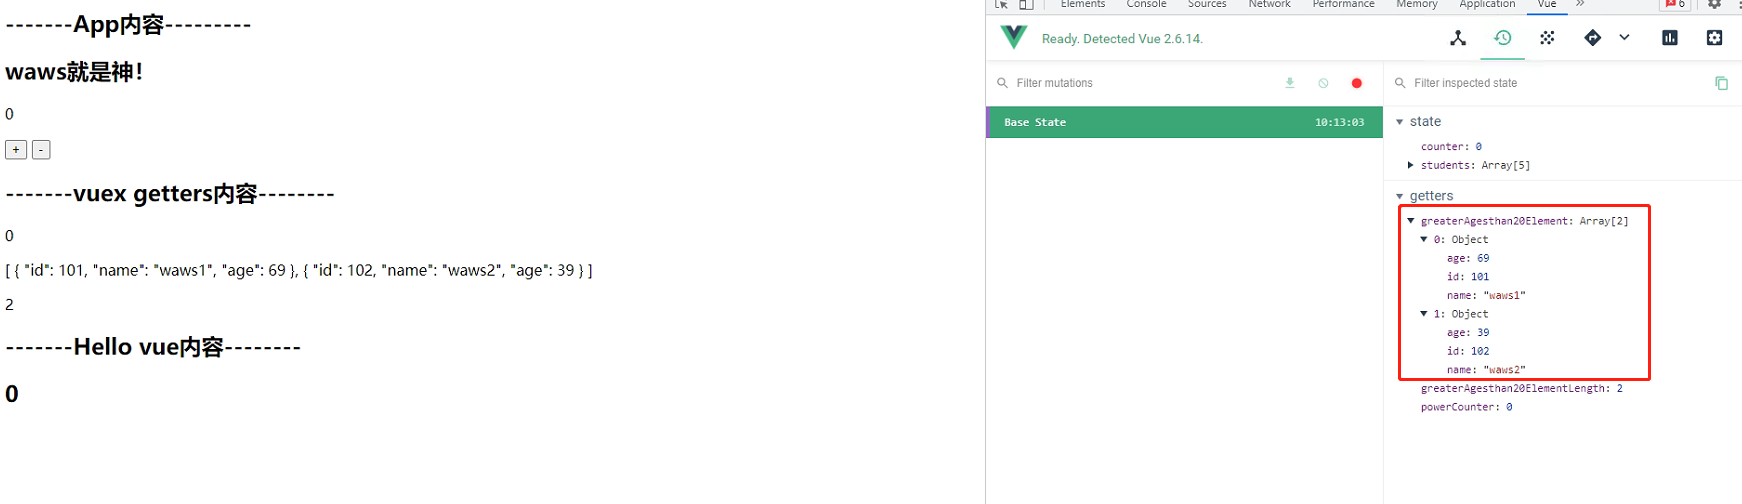 -------App内容---------
waws就是神!
0
+ -
-------vuex getters内容--------
0
[ { "id": 101, "name": "waws1", "age": 69 }, { "id": 102, "name": "waws2", "age": 39 } ]
2
-------Hello vue内容--------
0
Elements Console Sources Network Performance Memory Application Vue » 6
Ready. Detected Vue 2.6.14.
Filter mutations
Base State 10:13:03
Filter inspected state
state
counter: 0
students: Array[5]
getters
greaterAgesthan20Element: Array[2]
0: Object
age: 69
id: 101
name: "waws1"
1: Object
age: 39
id: 102
name: "waws2"
greaterAgesthan20ElementLength: 2
powerCounter: 0